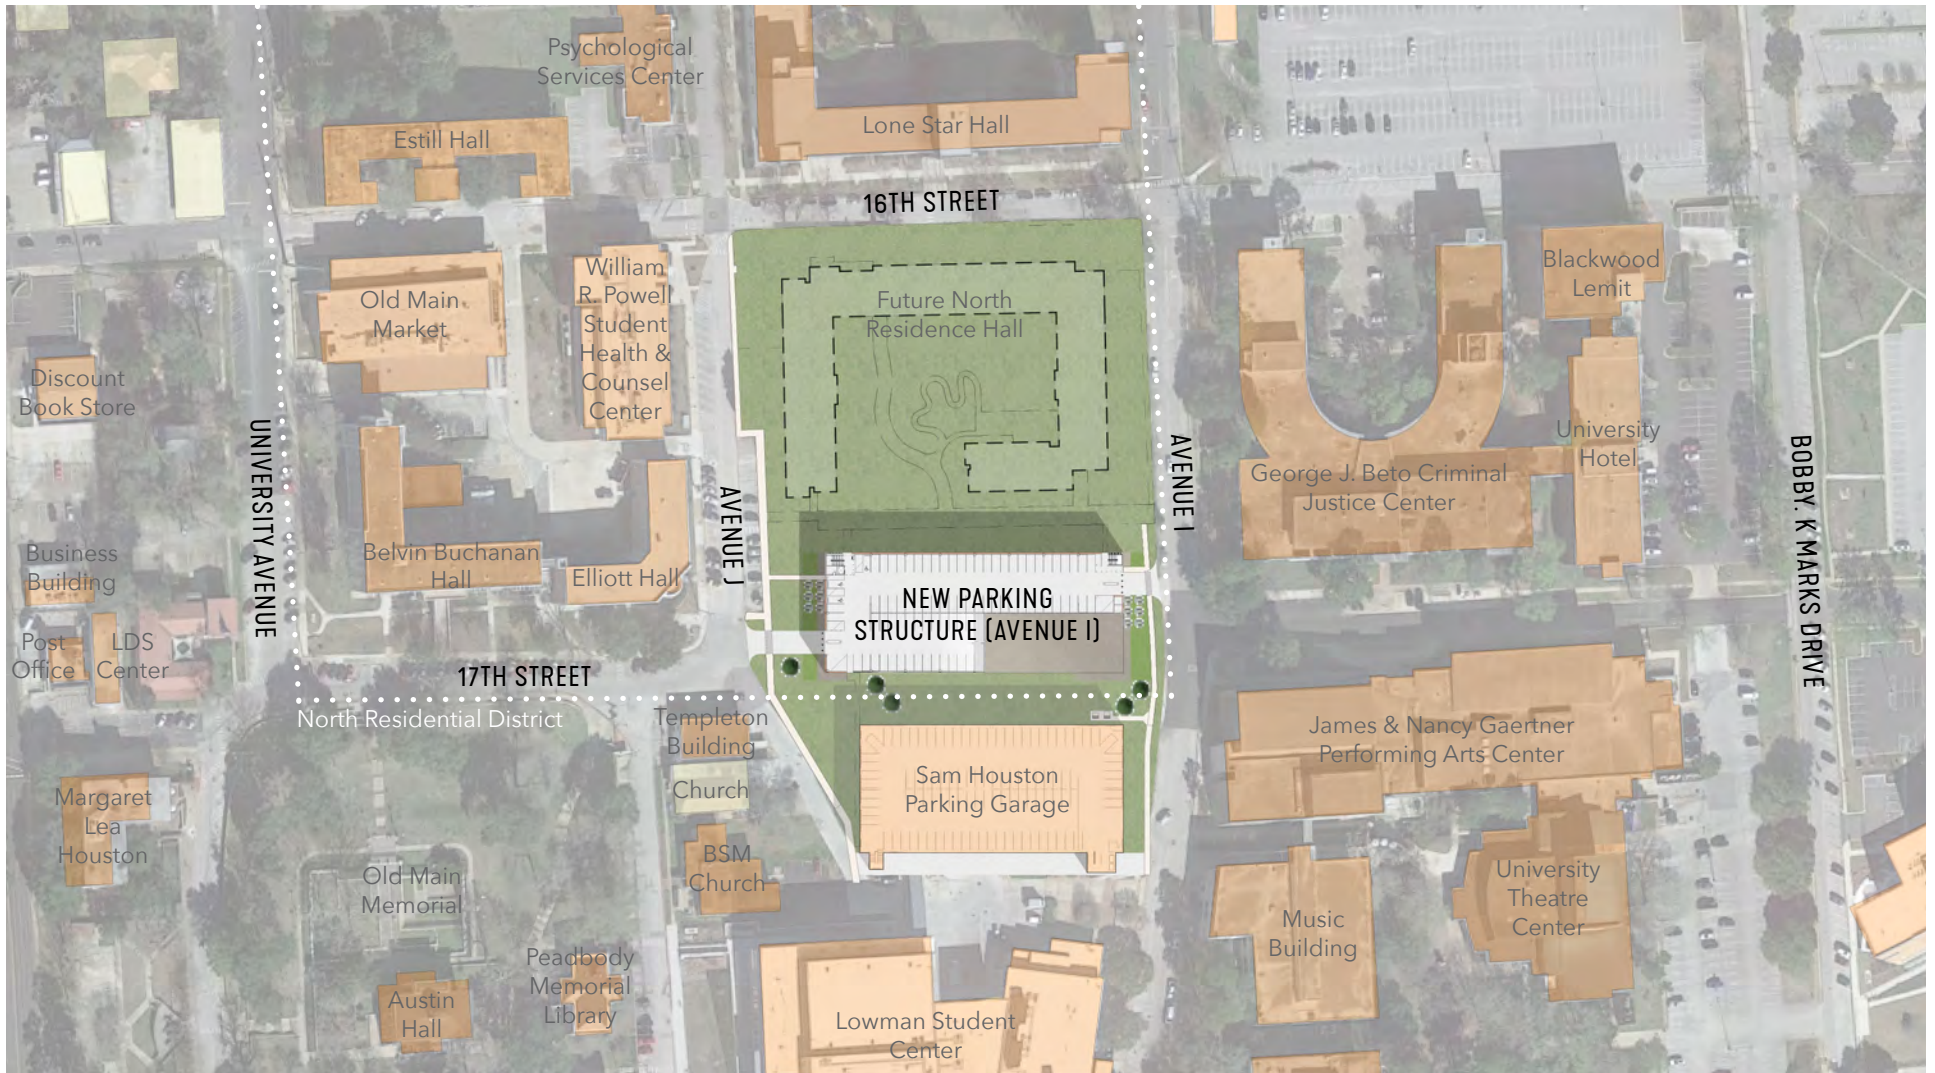 Psychological
Services Center
Estill Hall
Lone Star Hall
16TH STREET
Old Main
Market
William
R. Powell
Student
Health &
Counsel
Center
Future North
Residence Hall
Blackwood
Lemit
Discount
Book Store
UNIVERSITY AVENUE
AVENUE J
AVENUE I
George J. Beto Criminal
Justice Center
University
Hotel
BOBBY. K MARKS DRIVE
Business
Building
Belvin Buchanan
Hall
Elliott Hall
NEW PARKING
STRUCTURE (AVENUE I)
Post
Office
LDS
Center
17TH STREET
North Residential District
Templeton
Building
Church
James & Nancy Gaertner
Performing Arts Center
Sam Houston
Parking Garage
Margaret
Lea
Houston
Old Main
Memorial
BSM
Church
Music
Building
University
Theatre
Center
Peadbody
Memorial
Library
Austin
Hall
Lowman Student
Center